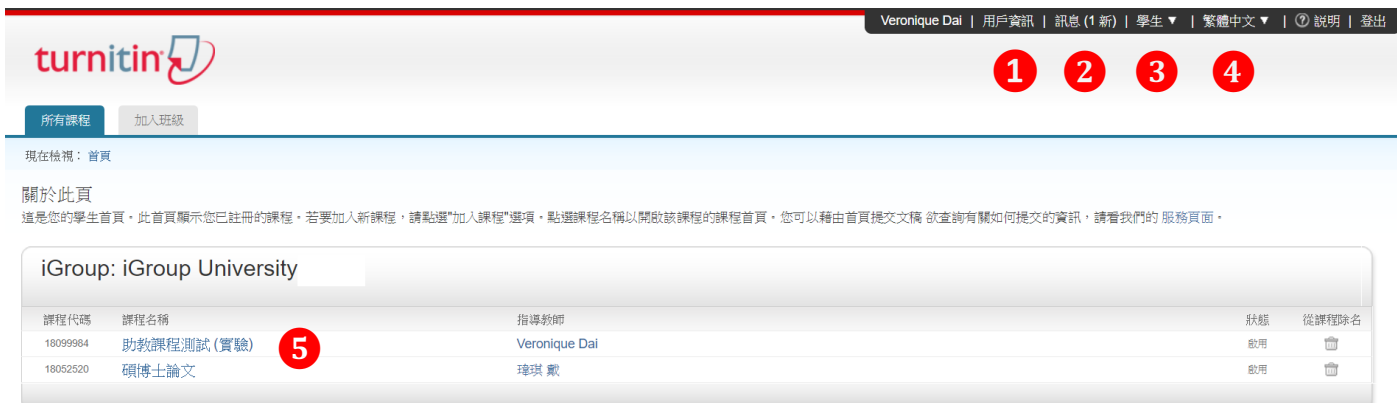 Veronique Dai | 用戶資訊 | 訊息 (1 新) | 學生 ▼ | 繁體中文 ▼ | ? 說明 | 登出
turnitin
1 2 3 4
所有課程 加入班級
現在檢視： 首頁
關於此頁
這是您的學生首頁。此首頁顯示您已註冊的課程。若要加入新課程，請點選"加入課程"選項。點選課程名稱以開啟該課程的課程首頁。您可以藉由首頁提交文稿 欲查詢有關如何提交的資訊，請看我們的 服務頁面。
iGroup: iGroup University
課程代碼 課程名稱 指導教師 狀態 從課程除名
18099984 助教課程測試 (實驗) 5 Veronique Dai 啟用
18052520 碩博士論文 瑋琪 戴 啟用